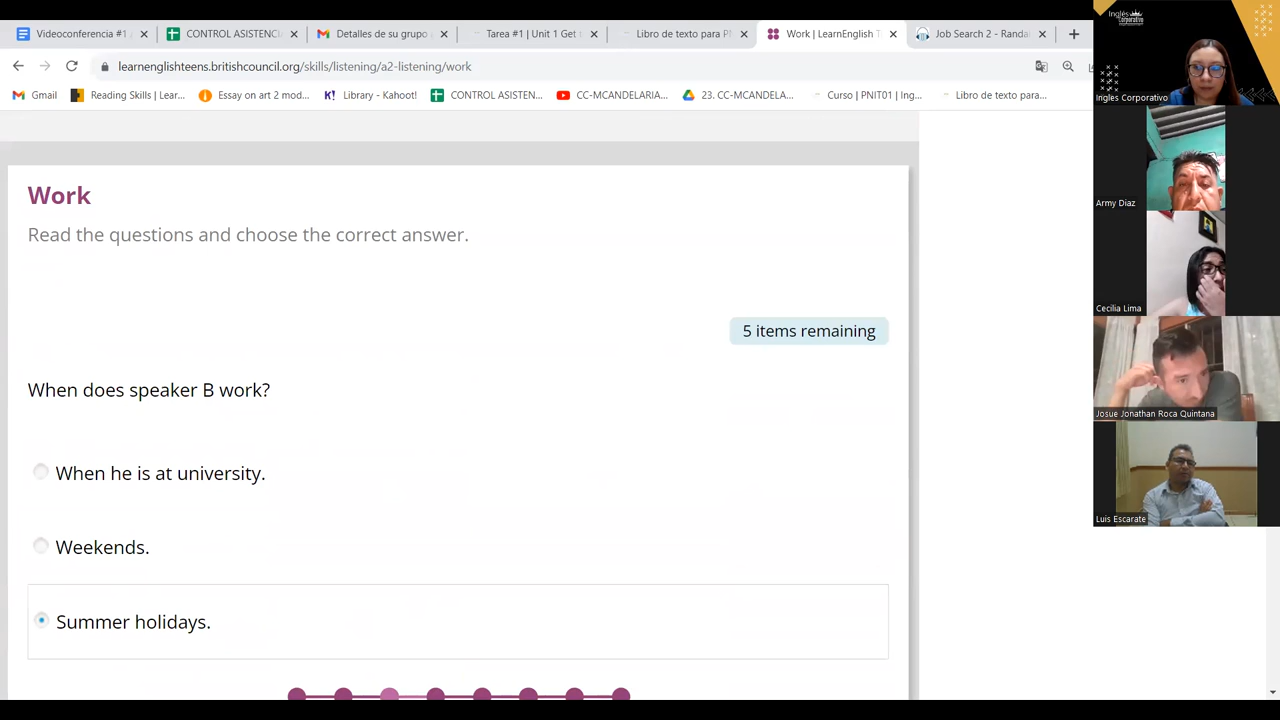 Videoconferencia #1
CONTROL ASISTENCI
Detalles de su grupo
Tarea #1 | Unit 1 Get
Libro de texto para P
Work | LearnEnglish T
Job Search 2 - Randa
learnenglishteens.britishcouncil.org/skills/listening/a2-listening/work
Gmail
Reading Skills | Lear...
Essay on art 2 mod...
Library - Kahoot!
CONTROL ASISTEN...
CC-MCANDELARIA...
23. CC-MCANDELA...
Curso | PNIT01 | Ing...
Libro de texto para...
Work
Read the questions and choose the correct answer.
5 items remaining
When does speaker B work?
When he is at university.
Weekends.
Summer holidays.
Inglés
Corporativo
Ingles Corporativo
Army Diaz
Cecilia Lima
Josue Jonathan Roca Quintana
Luis Escarate